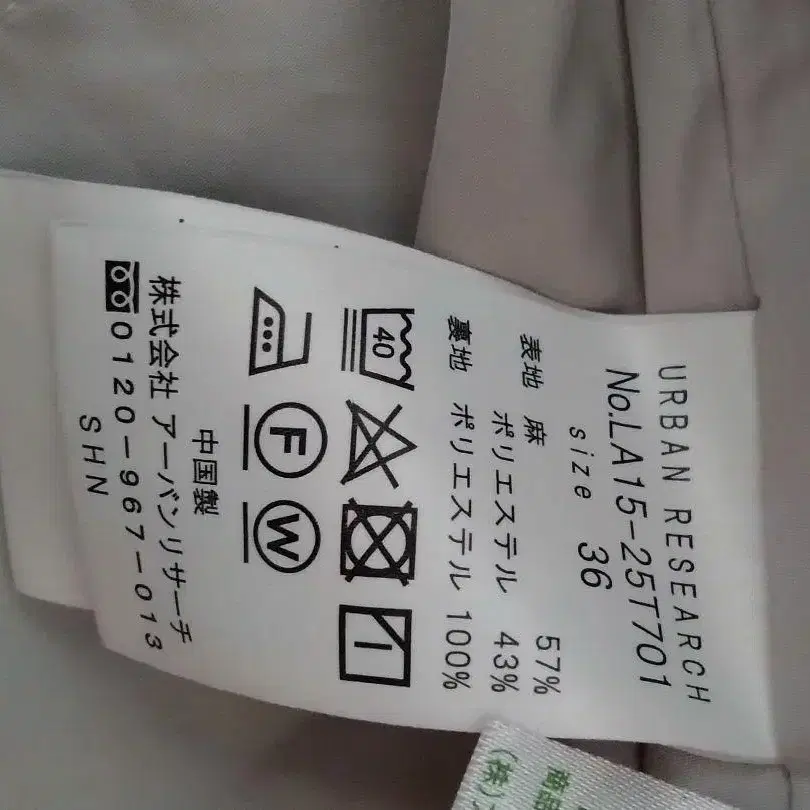 URBAN RESEARCH
No.LA15-25T701
size 36
表地 麻 57%
ポリエステル 43%
裏地 ポリエステル 100%
40
F W
中国製
株式会社 アーバンリサーチ
0120-967-013
SHN
(株)